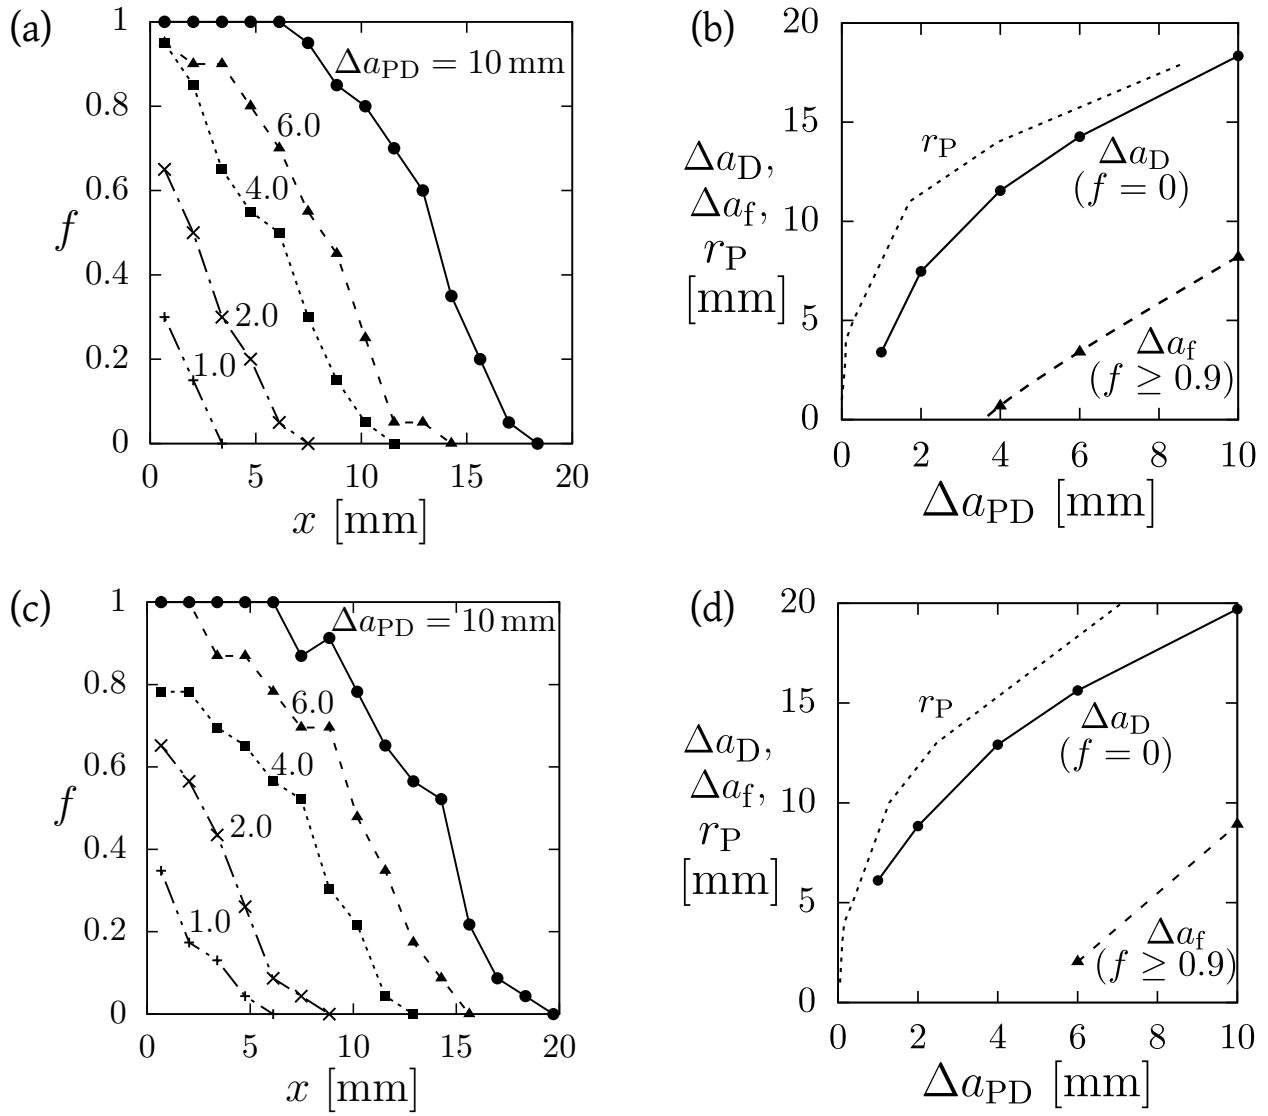 (a)
1
0.8
0.6
0.4
0.2
0
f
Δa_PD = 10 mm
6.0
4.0
2.0
1.0
0 5 10 15 20
x [mm]
(b)
20
15
10
5
0
Δa_D,
Δa_f,
r_P
[mm]
r_P
Δa_D
(f = 0)
Δa_f
(f ≥ 0.9)
0 2 4 6 8 10
Δa_PD [mm]
(c)
1
0.8
0.6
0.4
0.2
0
f
Δa_PD = 10 mm
6.0
4.0
2.0
1.0
0 5 10 15 20
x [mm]
(d)
20
15
10
5
0
Δa_D,
Δa_f,
r_P
[mm]
r_P
Δa_D
(f = 0)
Δa_f
(f ≥ 0.9)
0 2 4 6 8 10
Δa_PD [mm]